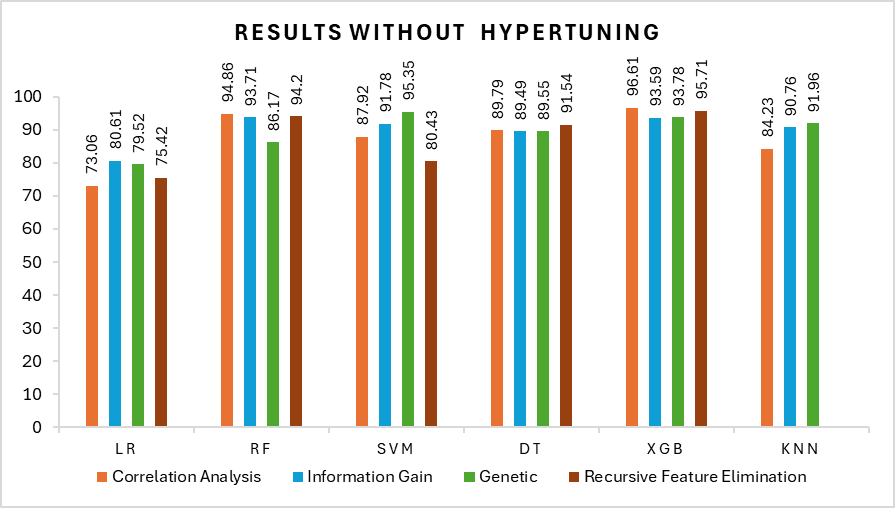 RESULTS WITHOUT HYPERTUNING
100
90
80
70
60
50
40
30
20
10
0
73.06 80.61 79.52 75.42
94.86 93.71 86.17 94.2
87.92 91.78 95.35 80.43
89.79 89.49 89.55 91.54
96.61 93.59 93.78 95.71
84.23 90.76 91.96
LR RF SVM DT XGB KNN
Correlation Analysis Information Gain Genetic Recursive Feature Elimination